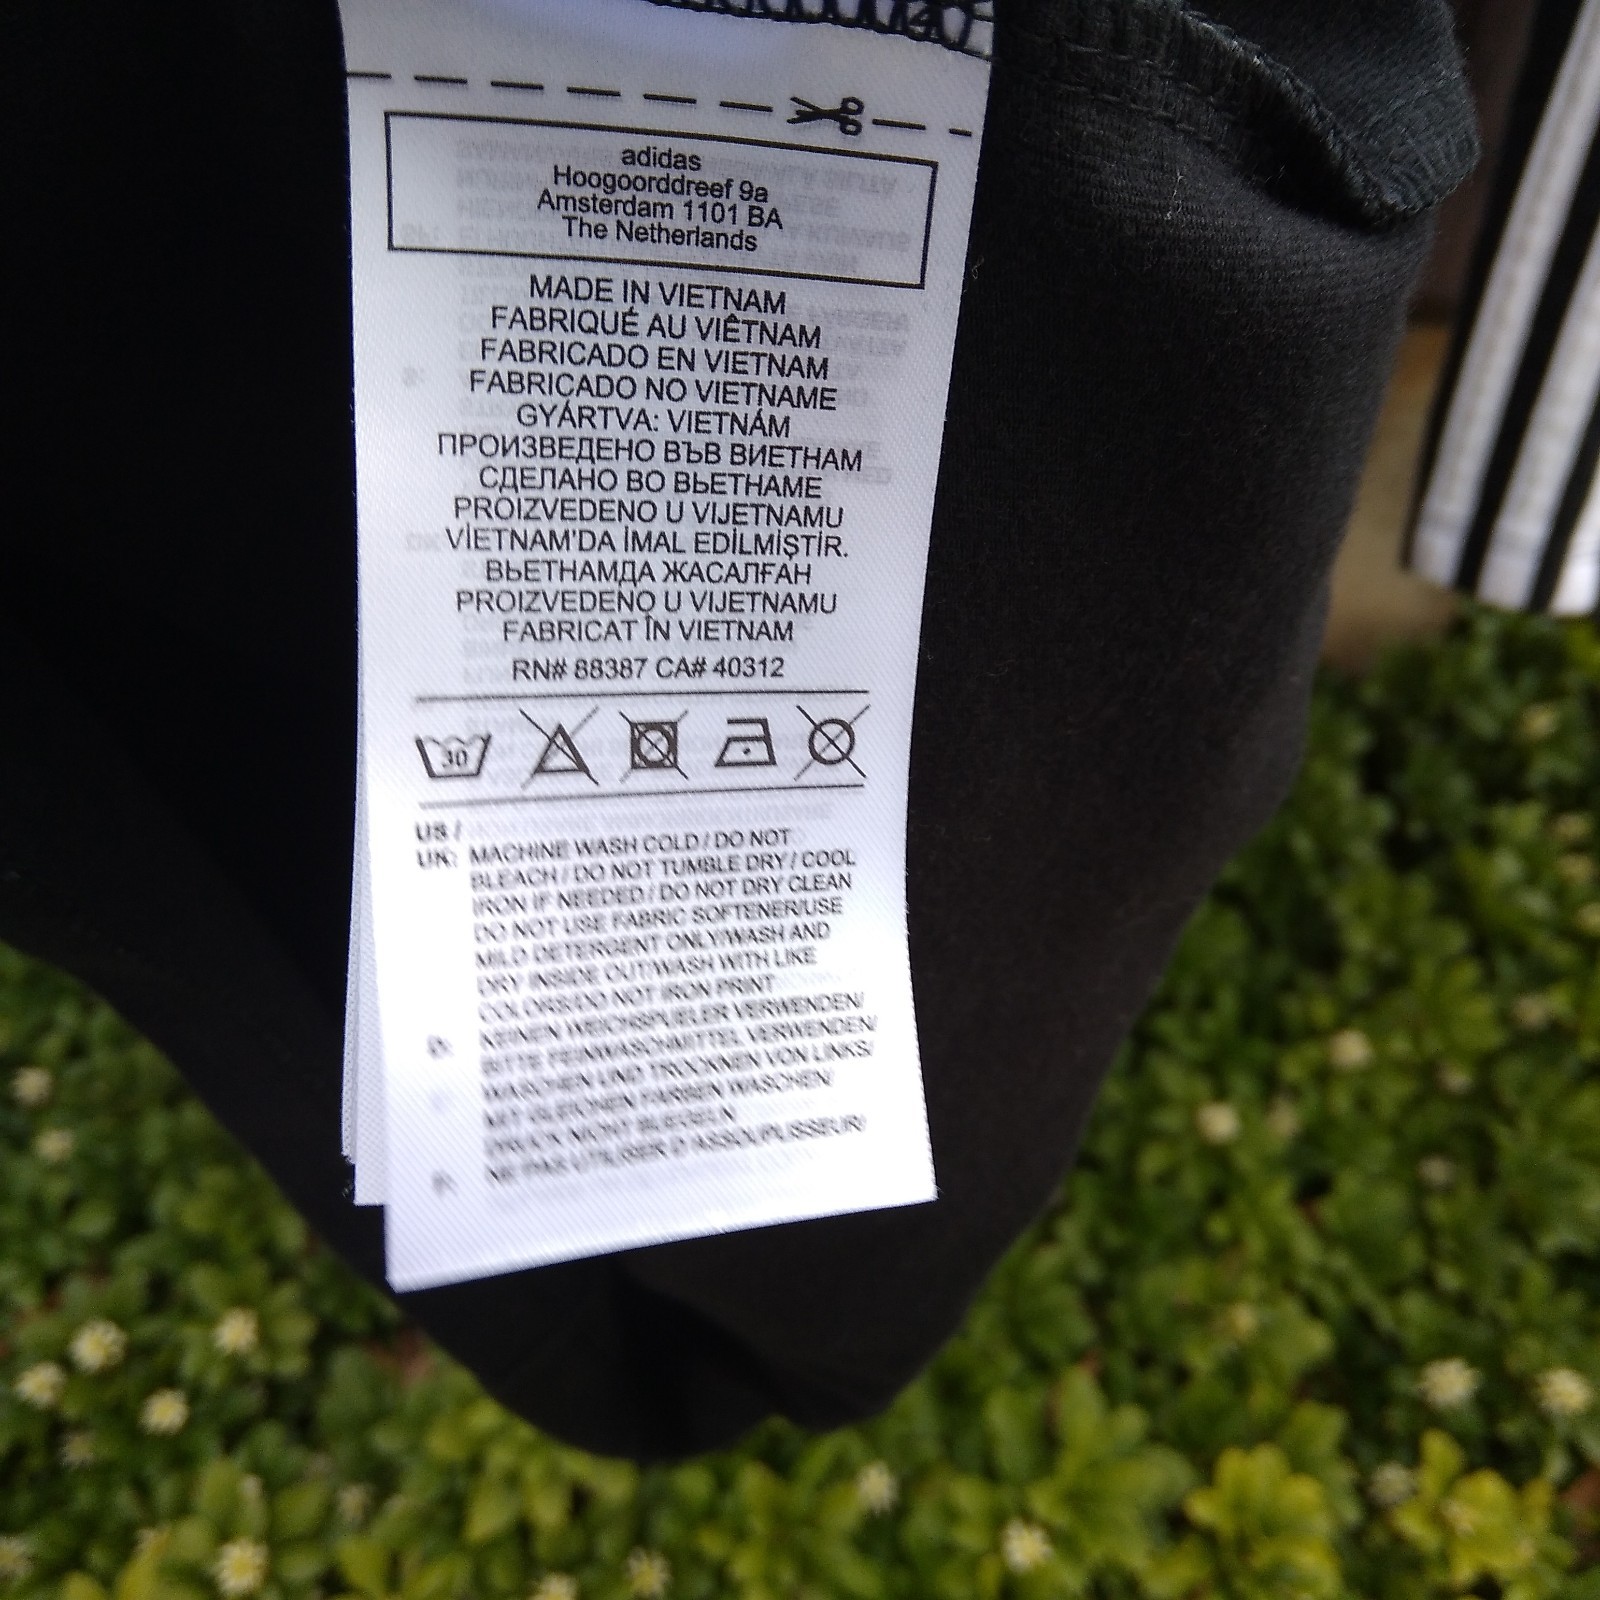 adidas
Hoogoorddreef 9a
Amsterdam 1101 BA
The Netherlands
MADE IN VIETNAM
FABRIQUÉ AU VIÊTNAM
FABRICADO EN VIETNAM
FABRICADO NO VIETNAME
GYÁRTVA: VIETNÁM
ПРОИЗВЕДЕНО ВЪВ ВИЕТНАМ
СДЕЛАНО ВО ВЬЕТНАМЕ
PROIZVEDENO U VIJETNAMU
VİETNAM'DA İMAL EDİLMİŞTİR.
ВЬЕТНАМДА ЖАСАЛҒАН
PROIZVEDENO U VIJETNAMU
FABRICAT ÎN VIETNAM
RN# 88387 CA# 40312
30
US /
UK: MACHINE WASH COLD / DO NOT
BLEACH / DO NOT TUMBLE DRY / COOL
IRON IF NEEDED / DO NOT DRY CLEAN
DO NOT USE FABRIC SOFTENER/USE
MILD DETERGENT ONLY/WASH AND
DRY INSIDE OUT/WASH WITH LIKE
COLORS/DO NOT IRON PRINT
D: KEINEN WEICHSPUELER VERWENDEN/
BITTE FEINWASCHMITTEL VERWENDEN/
WASCHEN UND TROCKNEN VON LINKS/
MIT GLEICHEN FARBEN WASCHEN/
DRUCK NICHT BUEGELN
F: NE PAS UTILISER D'ASSOUPLISSEUR/